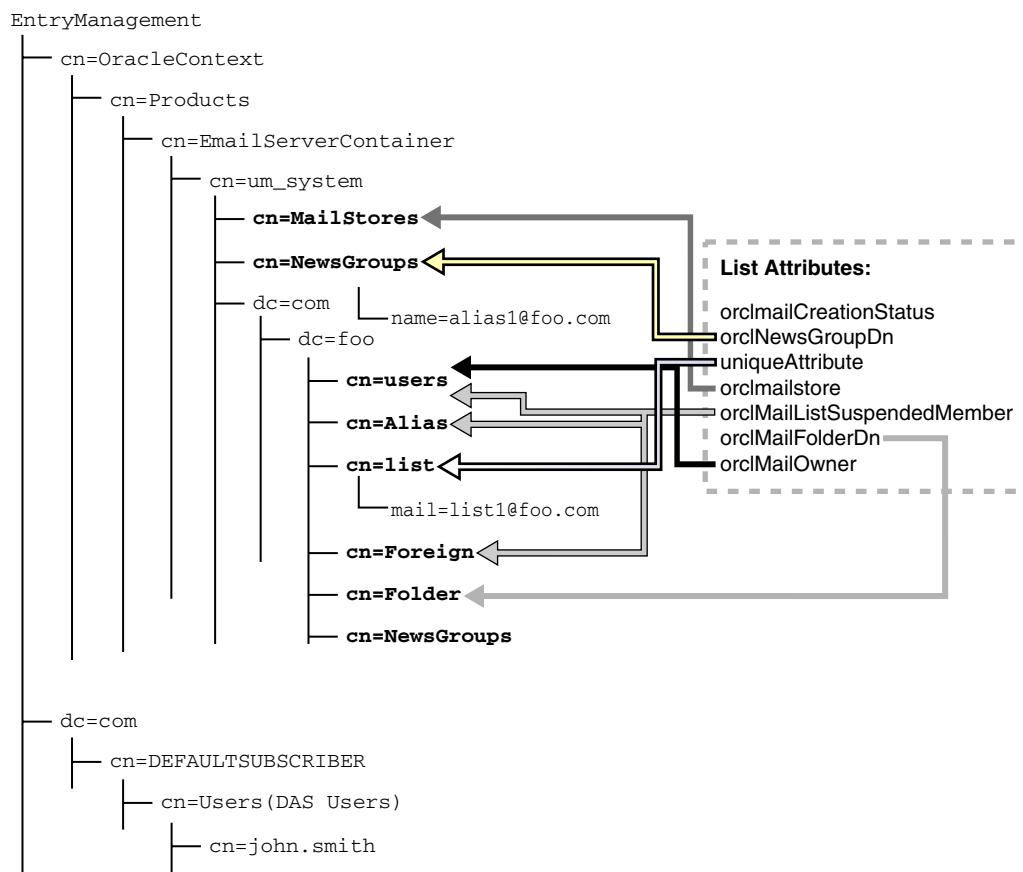 EntryManagement
cn=OracleContext
cn=Products
cn=EmailServerContainer
cn=um_system
cn=MailStores
cn=NewsGroups
dc=com
name=alias1@foo.com
dc=foo
cn=users
cn=Alias
cn=list
mail=list1@foo.com
cn=Foreign
cn=Folder
cn=NewsGroups
dc=com
cn=DEFAULTSUBSCRIBER
cn=Users(DAS Users)
cn=john.smith
List Attributes:
orclmailCreationStatus
orclNewsGroupDn
uniqueAttribute
orclmailstore
orclMailListSuspendedMember
orclMailFolderDn
orclMailOwner